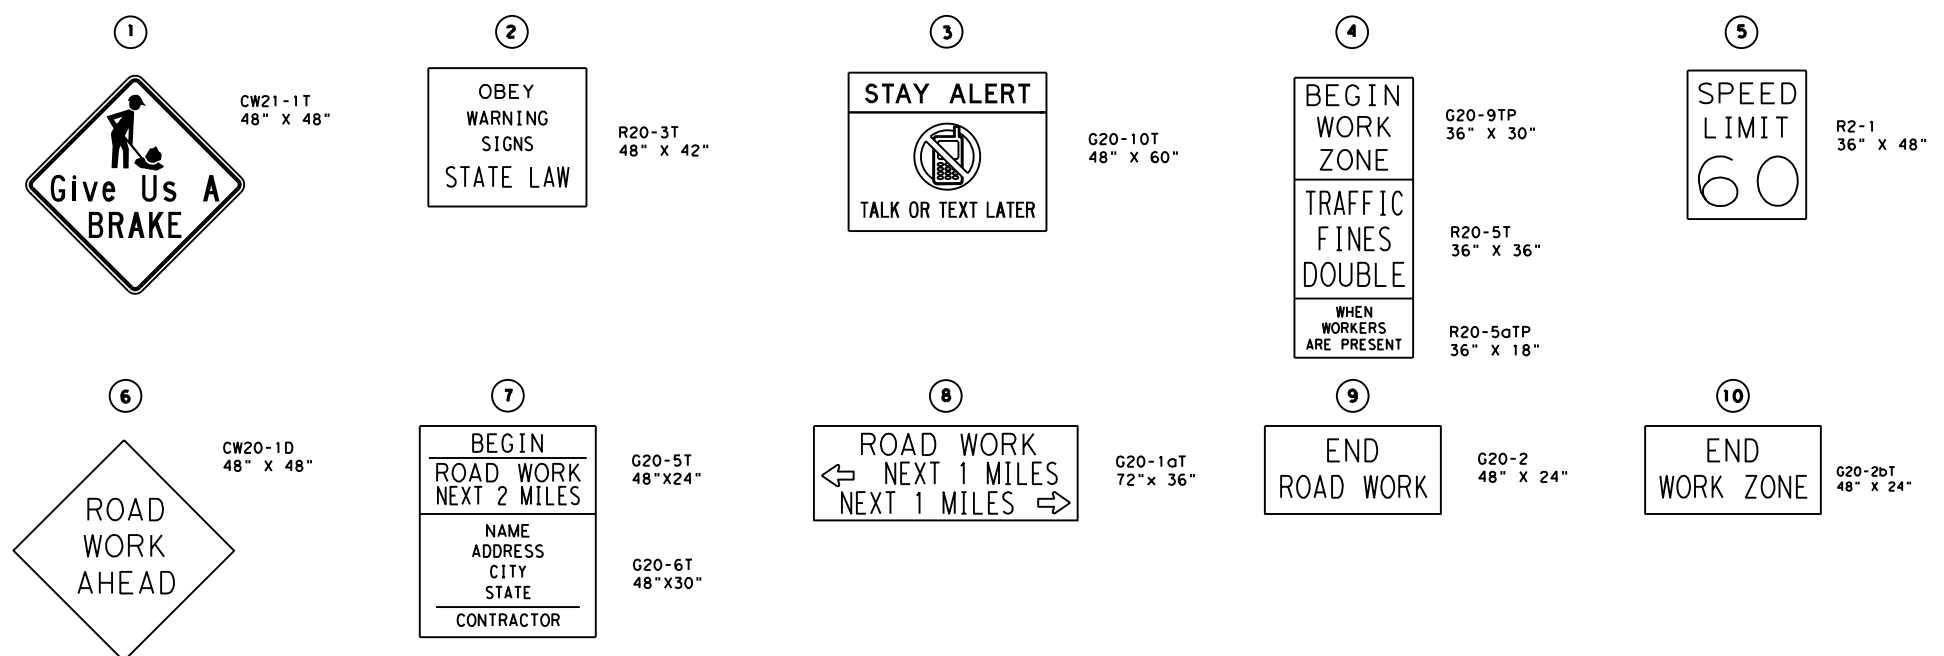 1
CW21-1T
48" X 48"
Give Us A
BRAKE
2
OBEY
WARNING
SIGNS
STATE LAW
R20-3T
48" X 42"
3
STAY ALERT
TALK OR TEXT LATER
G20-10T
48" X 60"
4
BEGIN
WORK
ZONE
G20-9TP
36" X 30"
TRAFFIC
FINES
DOUBLE
R20-5T
36" X 36"
WHEN
WORKERS
ARE PRESENT
R20-5aTP
36" X 18"
5
SPEED
LIMIT
60
R2-1
36" X 48"
6
CW20-1D
48" X 48"
ROAD
WORK
AHEAD
7
BEGIN
ROAD WORK
NEXT 2 MILES
G20-5T
48"X24"
NAME
ADDRESS
CITY
STATE
CONTRACTOR
G20-6T
48"X30"
8
ROAD WORK
NEXT 1 MILES
NEXT 1 MILES
G20-1aT
72"x 36"
9
END
ROAD WORK
G20-2
48" X 24"
10
END
WORK ZONE
G20-2bT
48" X 24"